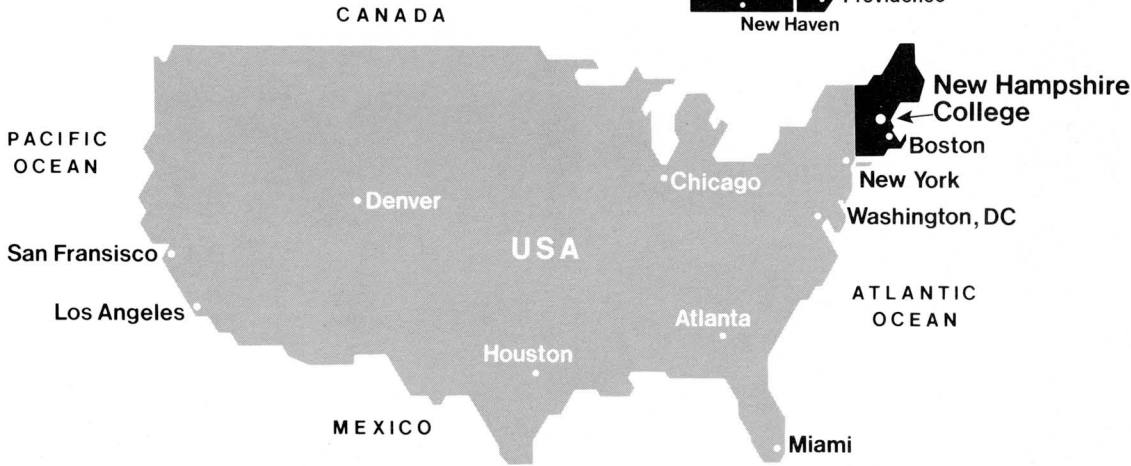 Providence
New Haven
CANADA
New Hampshire
College
PACIFIC
OCEAN
Boston
Chicago
New York
Denver
Washington, DC
USA
San Fransisco
ATLANTIC
OCEAN
Los Angeles
Atlanta
Houston
MEXICO
Miami